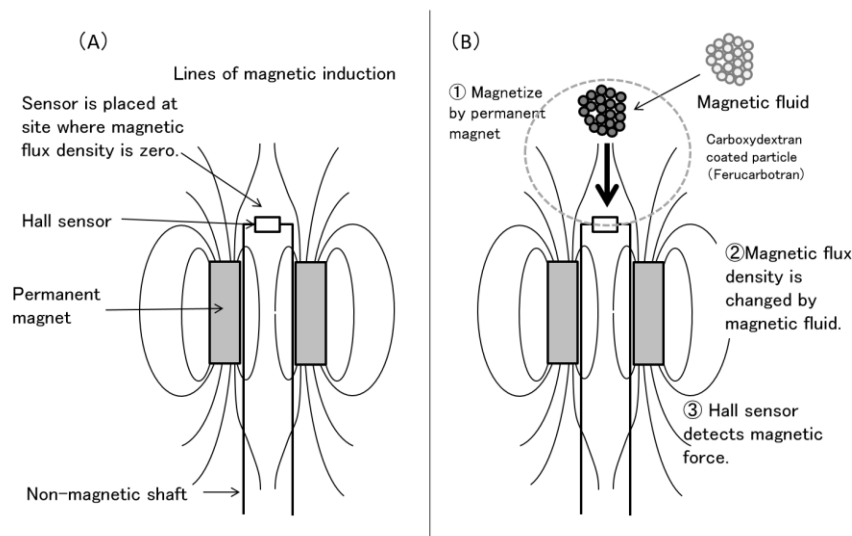 (A)
Lines of magnetic induction
Sensor is placed at
site where magnetic
flux density is zero.
Hall sensor
Permanent
magnet
Non-magnetic shaft
(B)
① Magnetize
by permanent
magnet
Magnetic fluid
Carboxydextran
coated particle
(Ferucarbotran)
②Magnetic flux
density is
changed by
magnetic fluid.
③ Hall sensor
detects magnetic
force.